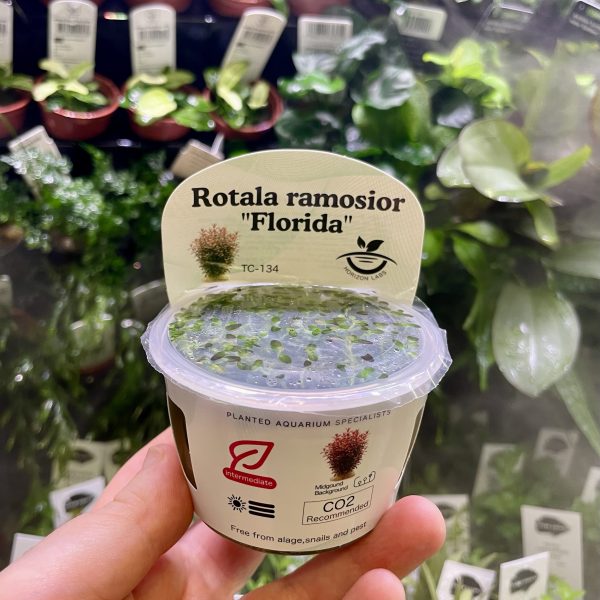 Rotala ramosior
"Florida"
TC-134
HORIZON LABS
PLANTED AQUARIUM SPECIALISTS
Intermediate
Midgound
Background
CO2
Recommended
Free from alage,snails and pest